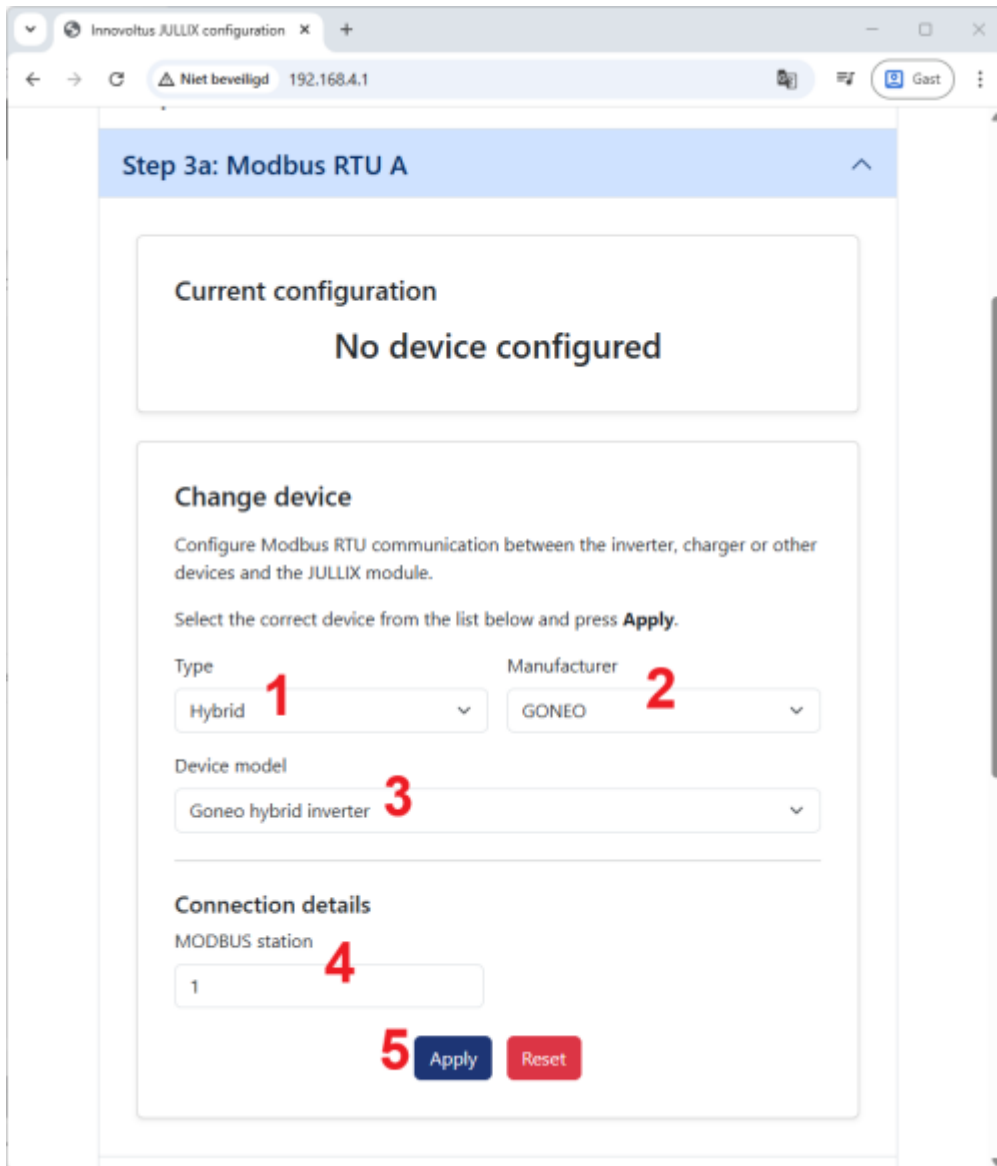 Innovoltus JULLIX configuration
Niet beveiligd 192.168.4.1 Gast
Step 3a: Modbus RTU A
Current configuration
No device configured
Change device
Configure Modbus RTU communication between the inverter, charger or other
devices and the JULLIX module.
Select the correct device from the list below and press Apply.
Type Manufacturer
Hybrid 1 GONEO 2
Device model
Goneo hybrid inverter 3
Connection details
MODBUS station
4
1
5 Apply Reset